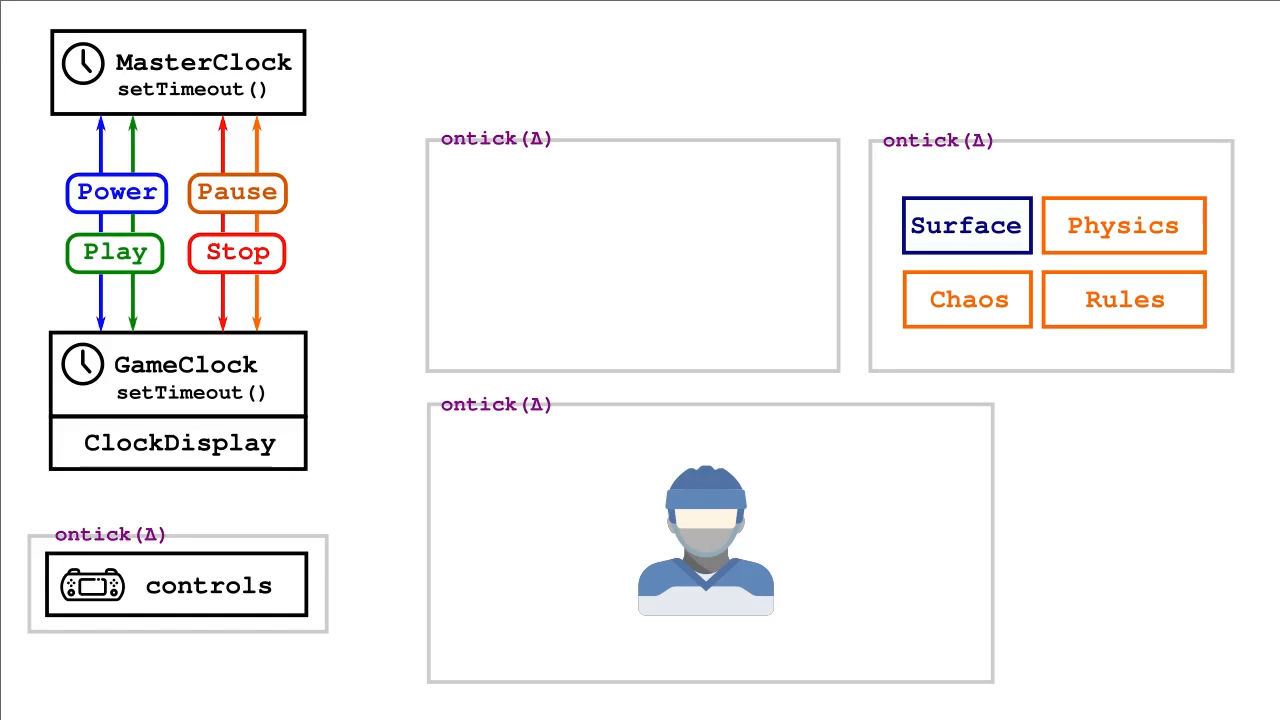 MasterClock
setTimeout()
Power
Pause
Play
Stop
GameClock
setTimeout()
ClockDisplay
ontick(Δ)
controls
ontick(Δ)
ontick(Δ)
Surface
Physics
Chaos
Rules
ontick(Δ)